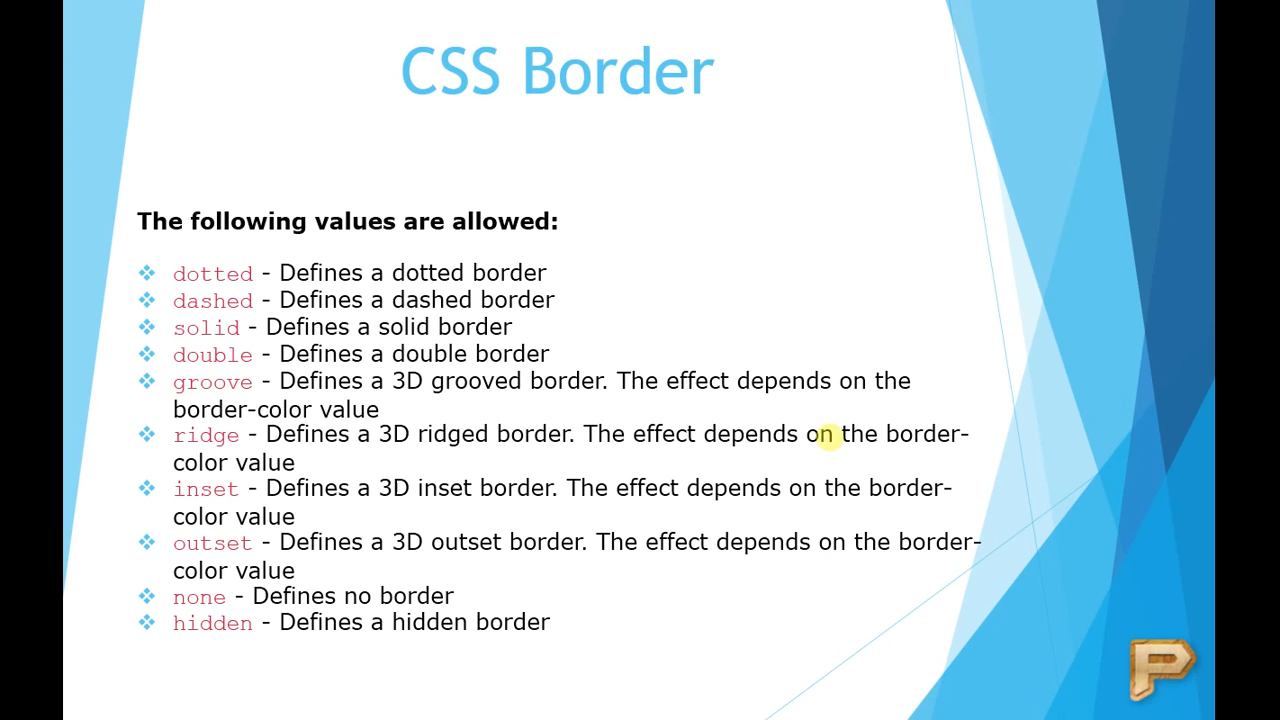 CSS Border
The following values are allowed:
❖ dotted - Defines a dotted border
❖ dashed - Defines a dashed border
❖ solid - Defines a solid border
❖ double - Defines a double border
❖ groove - Defines a 3D grooved border. The effect depends on the
border-color value
❖ ridge - Defines a 3D ridged border. The effect depends on the border-
color value
❖ inset - Defines a 3D inset border. The effect depends on the border-
color value
❖ outset - Defines a 3D outset border. The effect depends on the border-
color value
❖ none - Defines no border
❖ hidden - Defines a hidden border
P